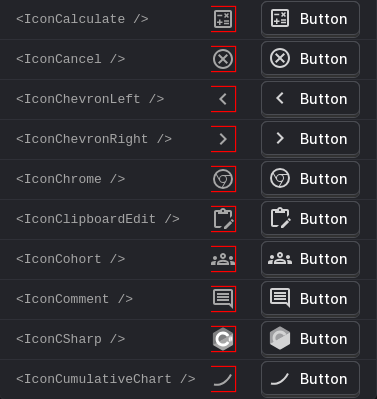 <IconCalculate /> Button
<IconCancel /> Button
<IconChevronLeft /> Button
<IconChevronRight /> Button
<IconChrome /> Button
<IconClipboardEdit /> Button
<IconCohort /> Button
<IconComment /> Button
<IconCSharp /> Button
<IconCumulativeChart /> Button